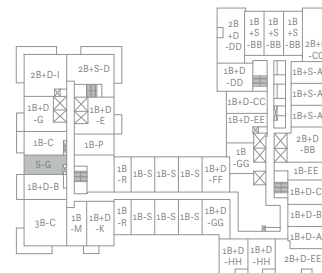 2B
+D
-DD
1B
+S
-BB
1B
+S
-BB
1B
+S
-BB
2B+
-CC
2B+D-I
2B+S-D
1B+D
-DD
1B+S-A
1B+S-A
1B+S-A
1B+D
-G
1B+D
-E
1B+D-CC
1B+D-EE
2B+D
-BB
1B-C
1B-P
1B
-GG
S-G
1B
-R
1B-S
1B-S
1B-S
1B+D
-FF
1B-EE
1B+D-B
1B+D-C
3B-C
1B
-M
1B+D
-K
1B
-R
1B-S
1B-S
1B-S
1B+D
-GG
1B+D-B
1B+D-A
1B+D
-HH
1B+D
-HH
2B+D-EE